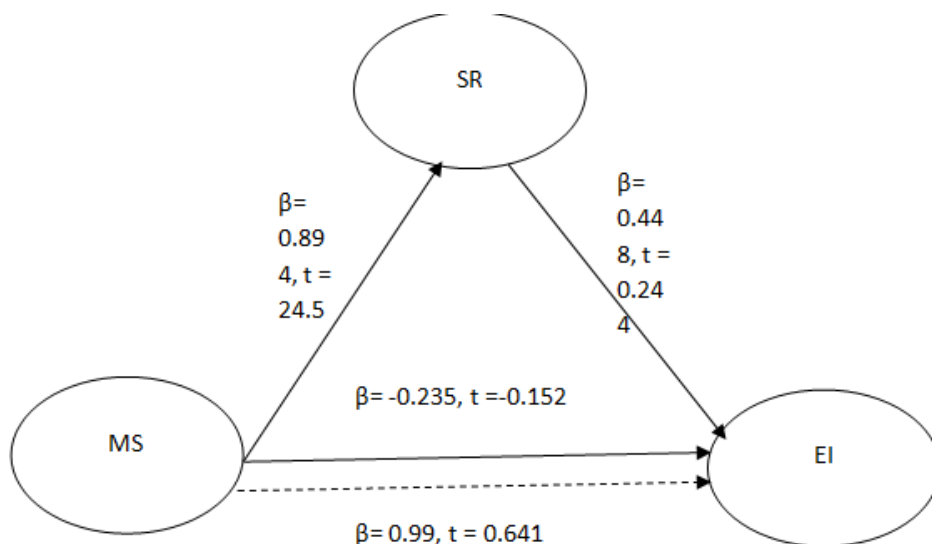 SR
β=
0.89
4, t =
24.5
β=
0.44
8, t =
0.24
4
β= -0.235, t =-0.152
MS
EI
β= 0.99, t = 0.641